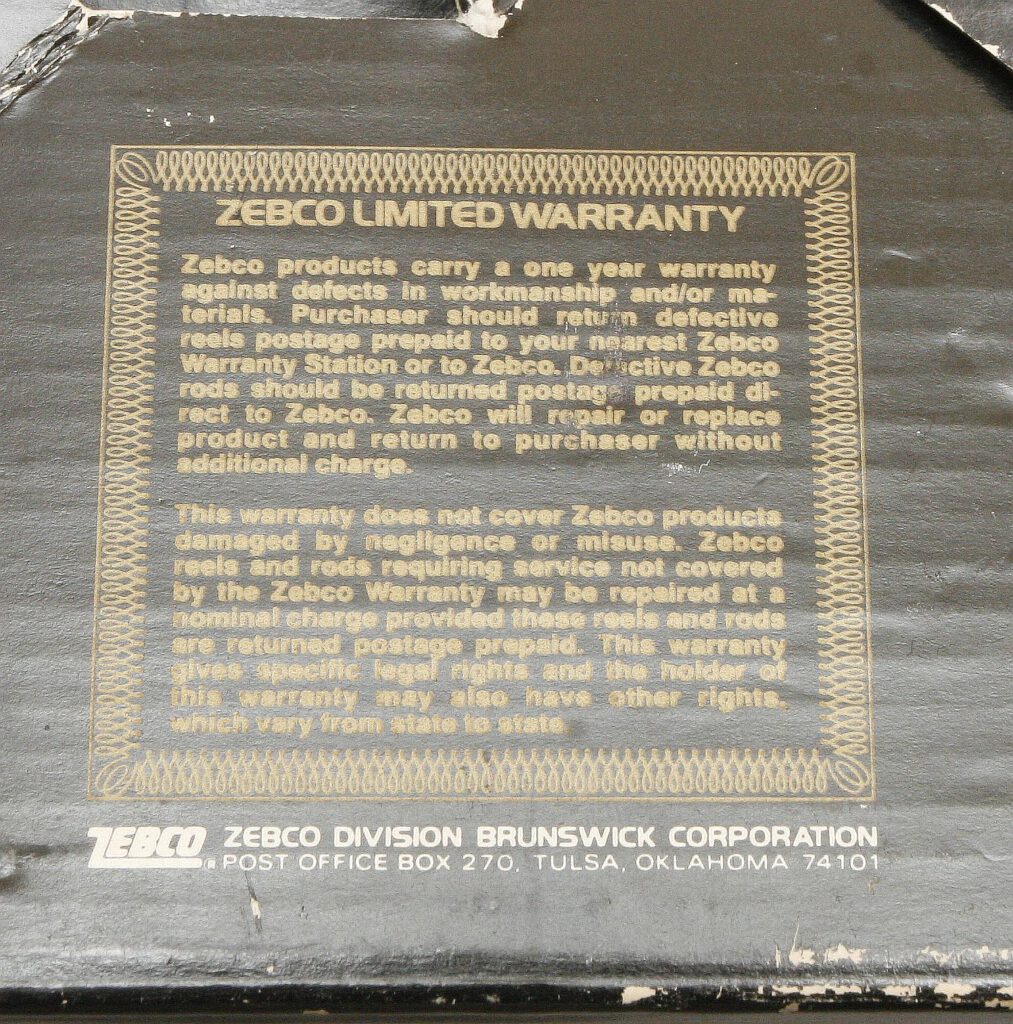 ZEBCO LIMITED WARRANTY
Zebco products carry a one year warranty
against defects in workmanship and/or ma-
terials. Purchaser should return defective
reels postage prepaid to your nearest Zebco
Warranty Station or to Zebco. Defective Zebco
rods should be returned postage prepaid di-
rect to Zebco. Zebco will repair or replace
product and return to purchaser without
additional charge.
This warranty does not cover Zebco products
damaged by negligence or misuse. Zebco
reels and rods requiring service not covered
by the Zebco Warranty may be repaired at a
nominal charge provided these reels and rods
are returned postage prepaid. This warranty
gives specific legal rights and the holder of
this warranty may also have other rights,
which vary from state to state
ZEBCO® ZEBCO DIVISION BRUNSWICK CORPORATION
POST OFFICE BOX 270, TULSA, OKLAHOMA 74101